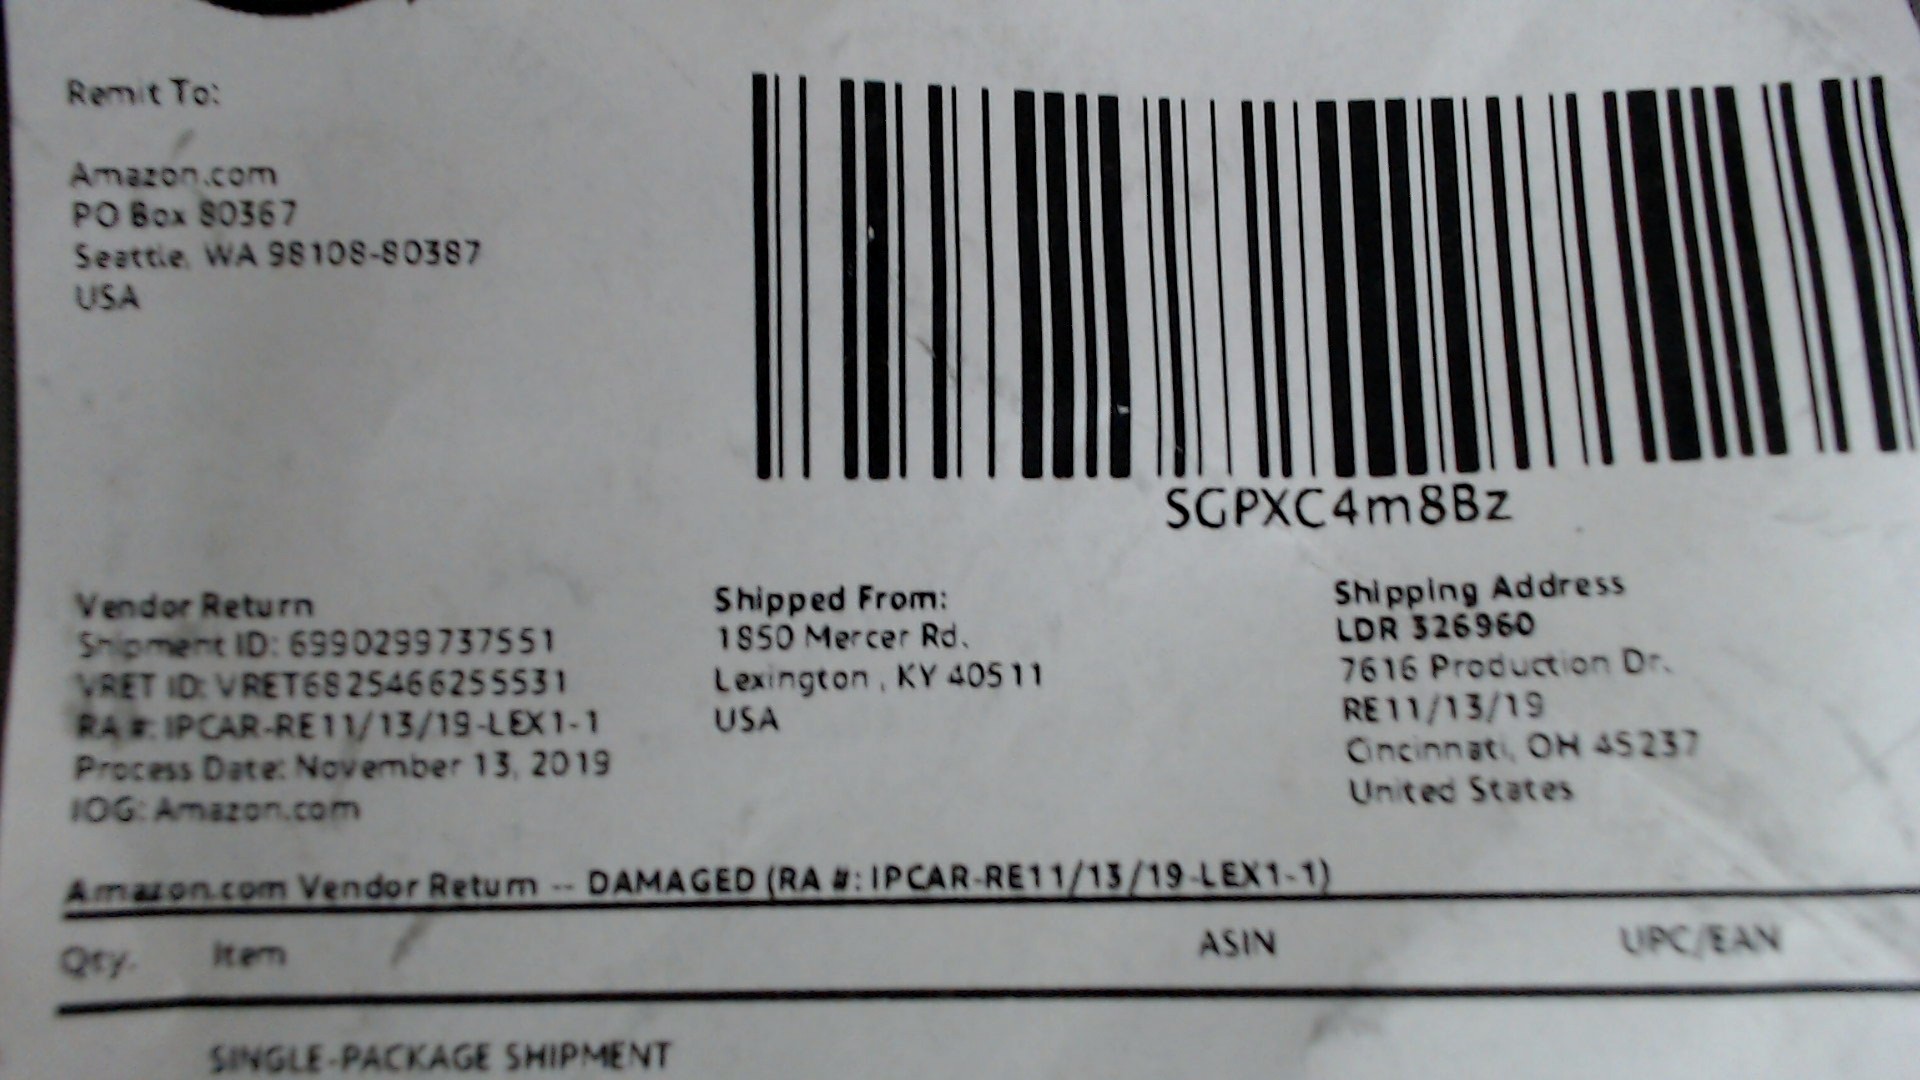 Remit To:
Amazon.com
PO Box 80367
Seattle, WA 98108-80387
USA
SGPXC4m8Bz
Vendor Return
Shipment ID: 6990299737551
VRET ID: VRET6825466255531
RA #: IPCAR-RE11/13/19-LEX1-1
Process Date: November 13, 2019
IOG: Amazon.com
Shipped From:
1850 Mercer Rd.
Lexington , KY 40511
USA
Shipping Address
LDR 326960
7616 Production Dr.
RE11/13/19
Cincinnati, OH 45237
United States
Amazon.com Vendor Return -- DAMAGED (RA #: IPCAR-RE11/13/19-LEX1-1)
Qty. Item ASIN UPC/EAN
SINGLE-PACKAGE SHIPMENT